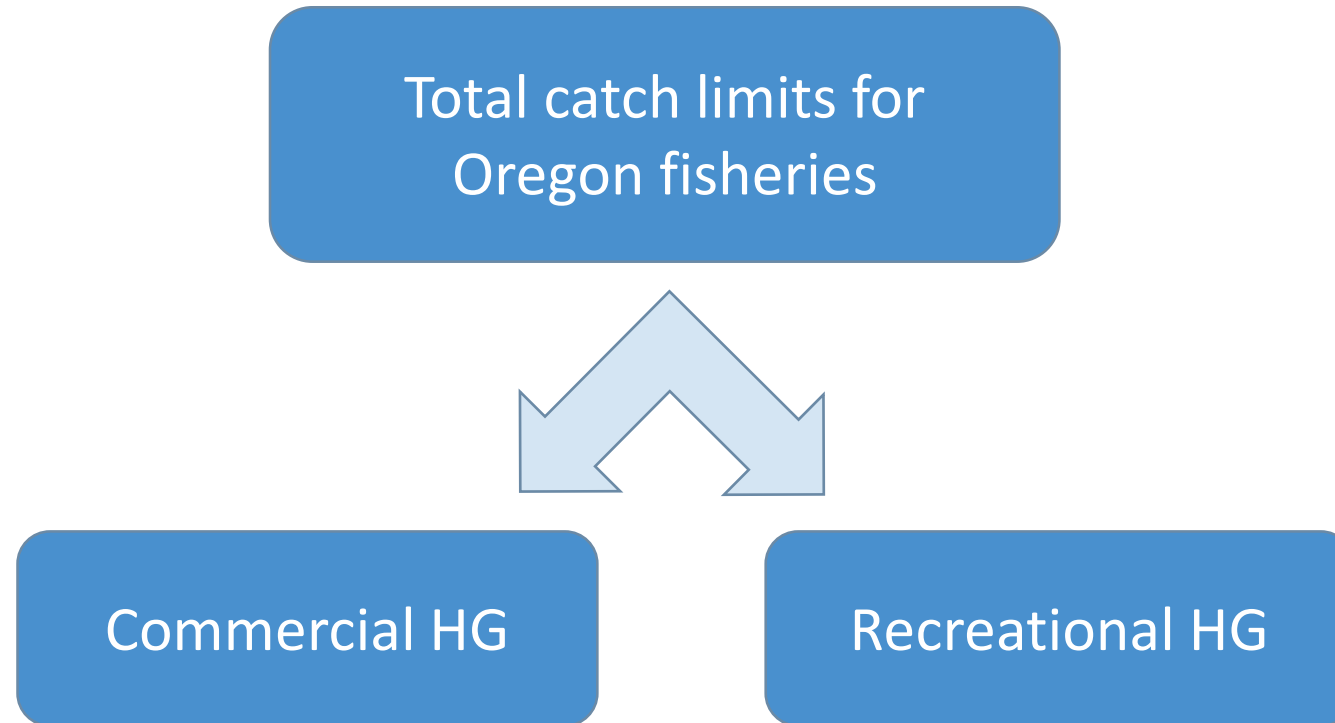 Total catch limits for
Oregon fisheries
Commercial HG
Recreational HG